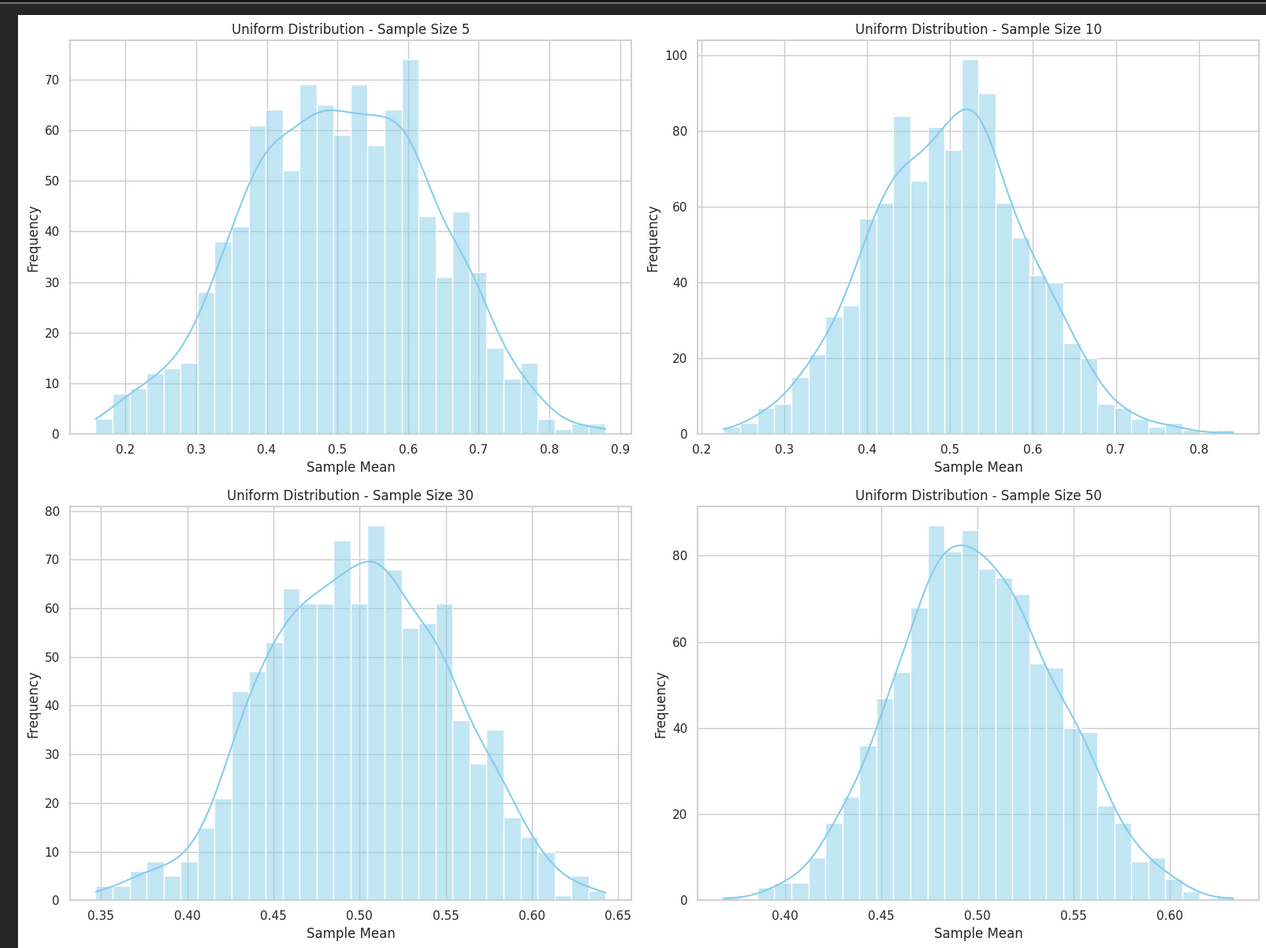 Uniform Distribution - Sample Size 5
70
60
50
40
30
20
10
0
Frequency
0.2 0.3 0.4 0.5 0.6 0.7 0.8 0.9
Sample Mean
Uniform Distribution - Sample Size 10
100
80
60
40
20
0
Frequency
0.2 0.3 0.4 0.5 0.6 0.7 0.8
Sample Mean
Uniform Distribution - Sample Size 30
80
70
60
50
40
30
20
10
0
Frequency
0.35 0.40 0.45 0.50 0.55 0.60 0.65
Sample Mean
Uniform Distribution - Sample Size 50
80
60
40
20
0
Frequency
0.40 0.45 0.50 0.55 0.60
Sample Mean